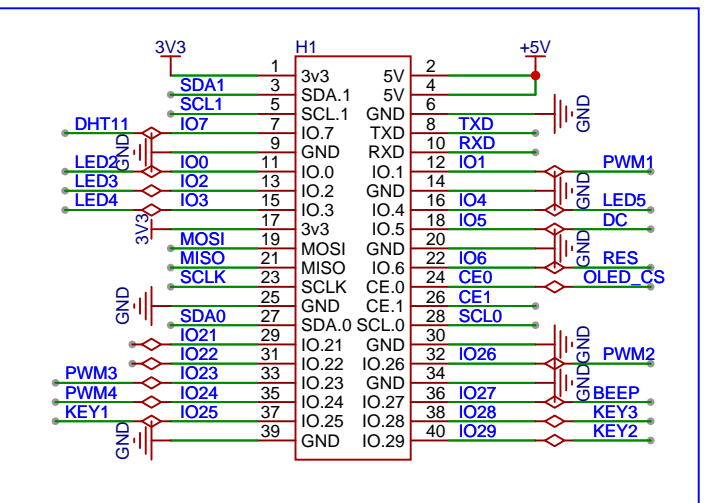 3V3 H1 +5V
1 3v3 5V 2
SDA1 3 SDA.1 5V 4
SCL1 5 SCL.1 GND 6 GND
DHT11 IO7 7 IO.7 TXD 8 TXD
GND 9 GND RXD 10 RXD
LED2 IO0 11 IO.0 IO.1 12 IO1 PWM1
LED3 IO2 13 IO.2 GND 14 GND
LED4 IO3 15 IO.3 IO.4 16 IO4 LED5
3V3 17 3v3 IO.5 18 IO5 DC
MOSI 19 MOSI GND 20 GND
MISO 21 MISO IO.6 22 IO6 RES
SCLK 23 SCLK CE.0 24 CE0 OLED_CS
GND 25 GND CE.1 26 CE1
SDA0 27 SDA.0 SCL.0 28 SCL0
IO21 29 IO.21 GND 30 GND
IO22 31 IO.22 IO.26 32 IO26 PWM2
PWM3 IO23 33 IO.23 GND 34 GND
PWM4 IO24 35 IO.24 IO.27 36 IO27 BEEP
KEY1 IO25 37 IO.25 IO.28 38 IO28 KEY3
GND 39 GND IO.29 40 IO29 KEY2